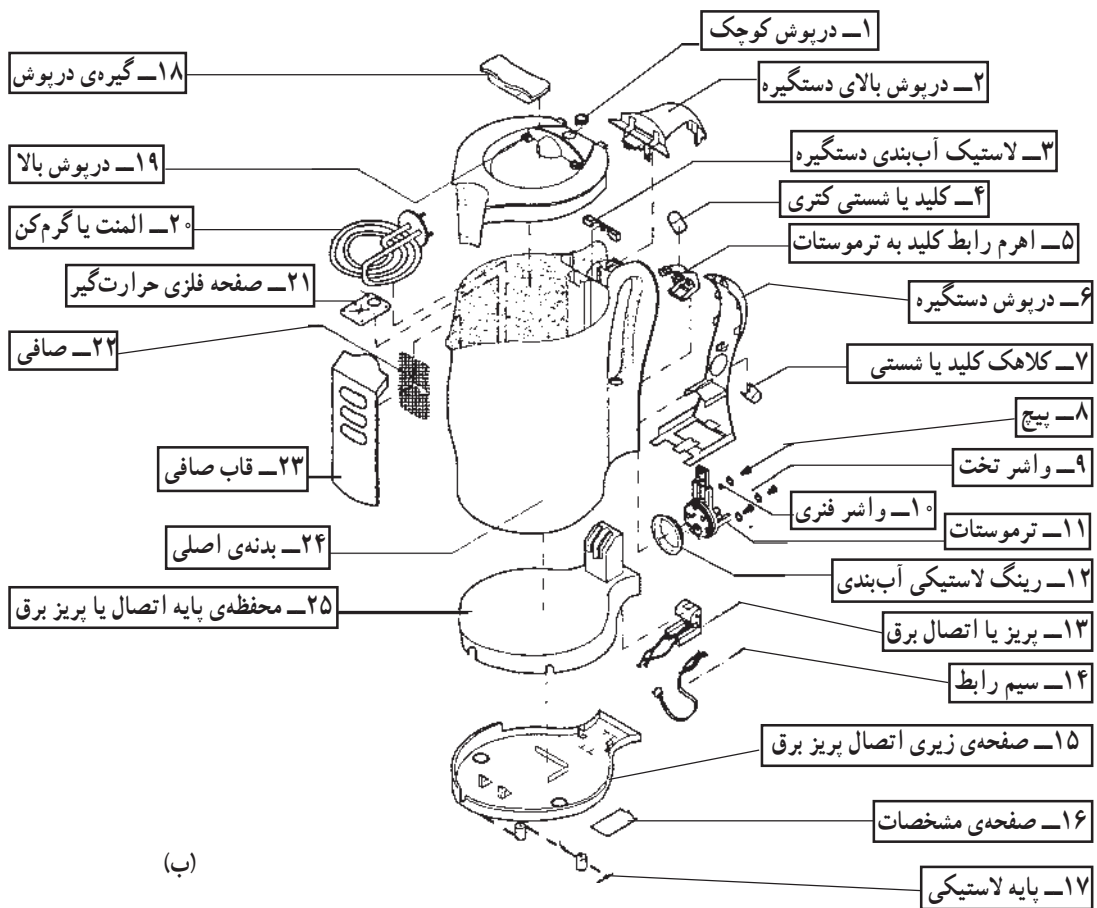 ۱ــ درپوش کوچک
۲ــ درپوش بالای دستگیره
۳ــ لاستیک آب‌بندی دستگیره
۴ــ کلید یا شستی کتری
۵ــ اهرم رابط کلید به ترموستات
۶ــ درپوش دستگیره
۷ــ کلاهک کلید یا شستی
۸ــ پیچ
۹ــ واشر تخت
۱۰ــ واشر فنری
۱۱ــ ترموستات
۱۲ــ رینگ لاستیکی آب‌بندی
۱۳ــ پریز یا اتصال برق
۱۴ــ سیم رابط
۱۵ــ صفحه‌ی زیری اتصال پریز برق
۱۶ــ صفحه‌ی مشخصات
۱۷ــ پایه لاستیکی
۱۸ــ گیره‌ی درپوش
۱۹ــ درپوش بالا
۲۰ــ المنت یا گرم‌کن
۲۱ــ صفحه فلزی حرارت‌گیر
۲۲ــ صافی
۲۳ــ قاب صافی
۲۴ــ بدنه‌ی اصلی
۲۵ــ محفظه‌ی پایه اتصال یا پریز برق
(ب)